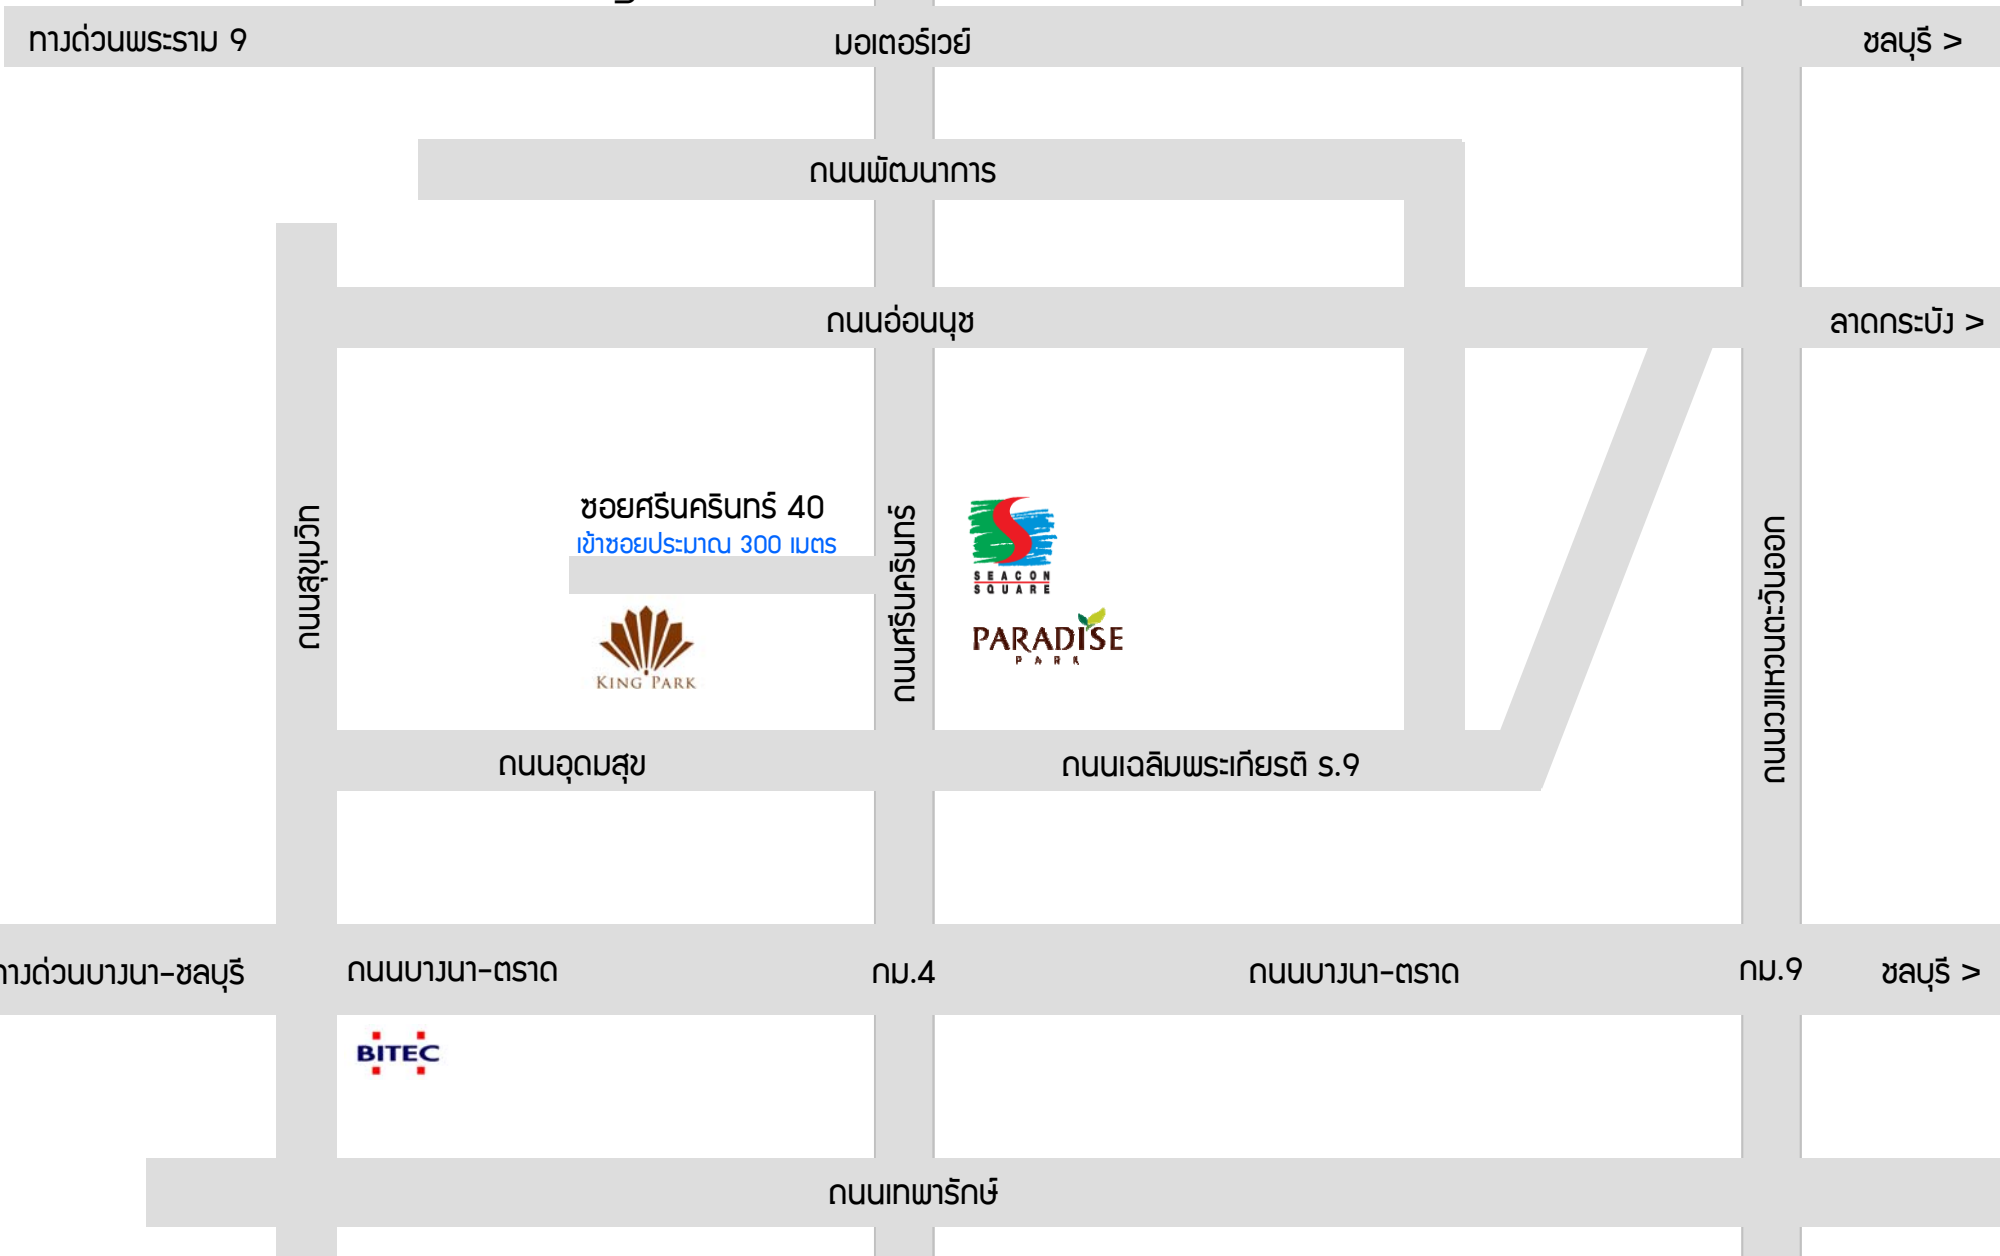 ทางด่วนพระราม 9
มอเตอร์เวย์
ชลบุรี >
ถนนพัฒนาการ
ถนนอ่อนนุช
ลาดกระบัง >
ถนนสุขุมวิท
ซอยศรีนครินทร์ 40
เข้าซอยประมาณ 300 เมตร
ถนนศรีนครินทร์
SEACON
SQUARE
PARADISE
PARK
KING PARK
ถนนวงแหวนตะวันออก
ถนนอุดมสุข
ถนนเฉลิมพระเกียรติ ร.9
ทางด่วนบางนา-ชลบุรี
ถนนบางนา-ตราด
กม.4
ถนนบางนา-ตราด
กม.9
ชลบุรี >
BITEC
ถนนเทพารักษ์